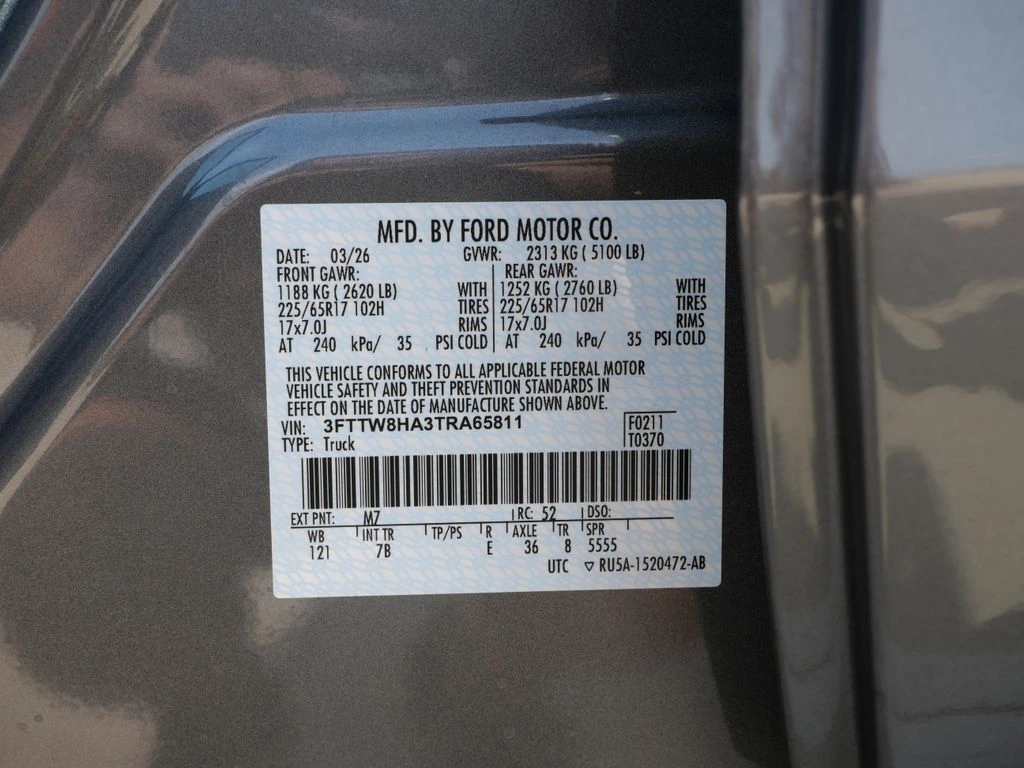 MFD. BY FORD MOTOR CO.
DATE: 03/26 GVWR: 2313 KG ( 5100 LB)
FRONT GAWR: REAR GAWR:
1188 KG ( 2620 LB) WITH 1252 KG ( 2760 LB) WITH
225/65R17 102H TIRES 225/65R17 102H TIRES
17x7.0J RIMS 17x7.0J RIMS
AT 240 kPa/ 35 PSI COLD AT 240 kPa/ 35 PSI COLD
THIS VEHICLE CONFORMS TO ALL APPLICABLE FEDERAL MOTOR
VEHICLE SAFETY AND THEFT PREVENTION STANDARDS IN
EFFECT ON THE DATE OF MANUFACTURE SHOWN ABOVE.
VIN: 3FTTW8HA3TRA65811 F0211
TYPE: Truck T0370
EXT PNT: M7 RC: 52 DSO:
WB INT TR TP/PS R AXLE TR SPR
121 7B E 36 8 5555
UTC ▽ RU5A-1520472-AB